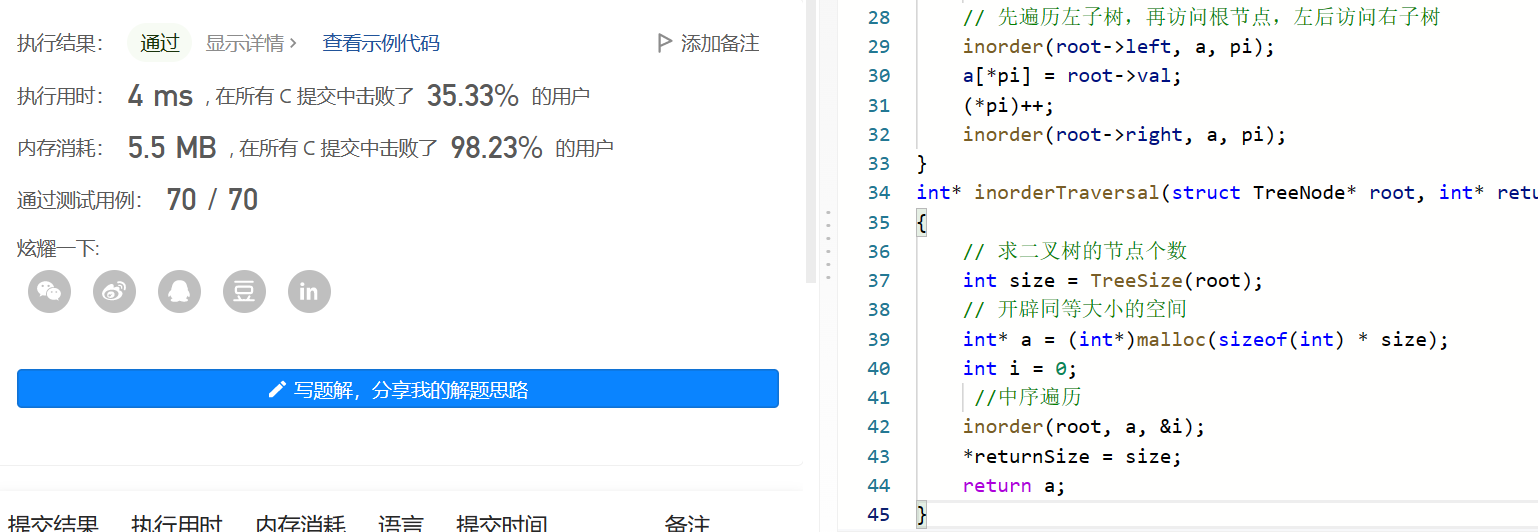 执行结果： 通过 显示详情 > 查看示例代码 添加备注
执行用时： 4 ms , 在所有 C 提交中击败了 35.33% 的用户
内存消耗： 5.5 MB , 在所有 C 提交中击败了 98.23% 的用户
通过测试用例： 70 / 70
炫耀一下:
豆 in
写题解，分享我的解题思路
提交结果 执行用时 内存消耗 语言 提交时间 备注
28 // 先遍历左子树，再访问根节点，左后访问右子树
29 inorder(root->left, a, pi);
30 a[*pi] = root->val;
31 (*pi)++;
32 inorder(root->right, a, pi);
33 }
34 int* inorderTraversal(struct TreeNode* root, int* retu
35 {
36 // 求二叉树的节点个数
37 int size = TreeSize(root);
38 // 开辟同等大小的空间
39 int* a = (int*)malloc(sizeof(int) * size);
40 int i = 0;
41 //中序遍历
42 inorder(root, a, &i);
43 *returnSize = size;
44 return a;
45 }